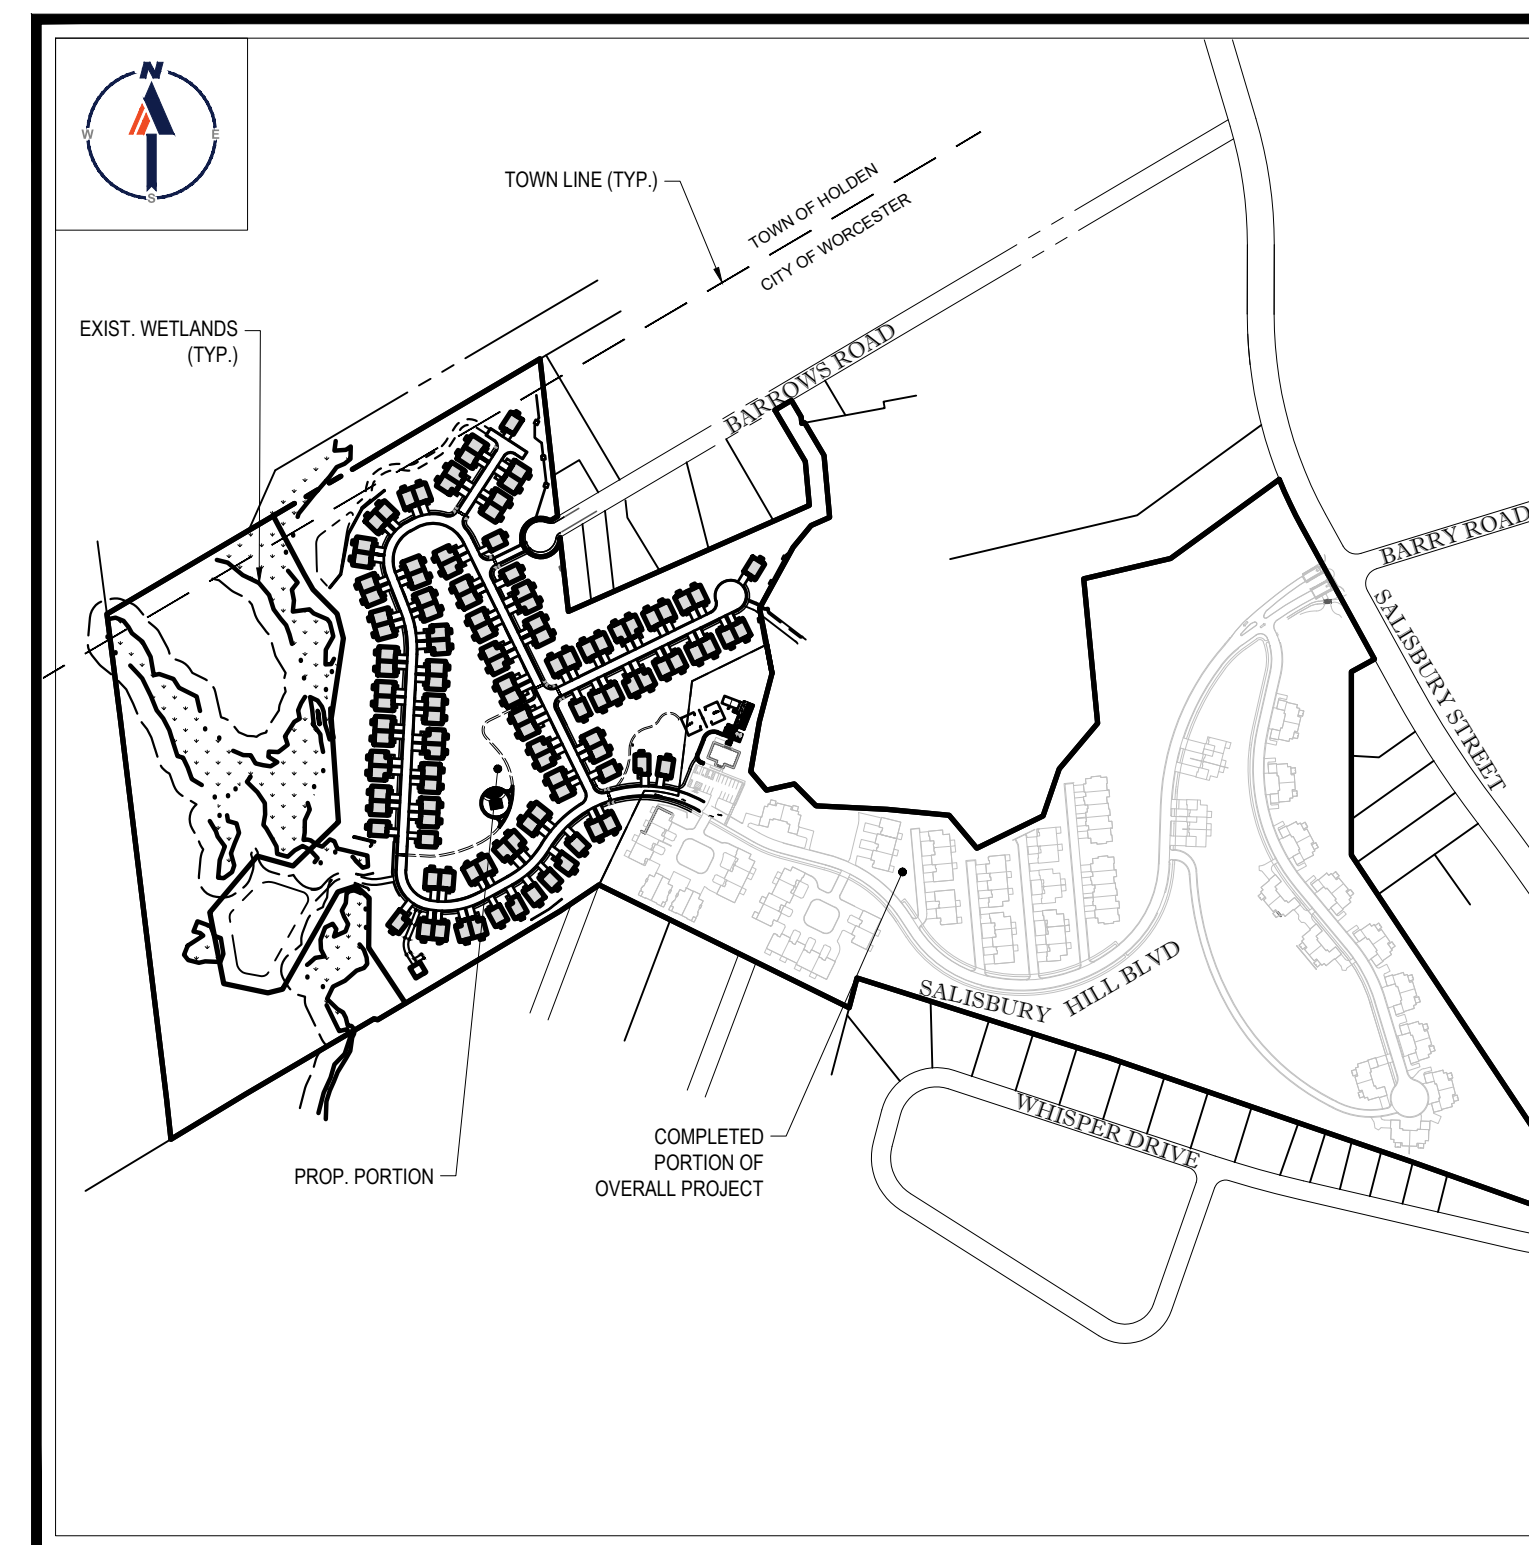 N
W
E
S
TOWN LINE (TYP.)
TOWN OF HOLDEN
CITY OF WORCESTER
EXIST. WETLANDS
(TYP.)
BARROWS ROAD
BARRY ROAD
SALISBURY STREET
SALISBURY HILL BLVD
WHISPER DRIVE
COMPLETED
PORTION OF
OVERALL PROJECT
PROP. PORTION